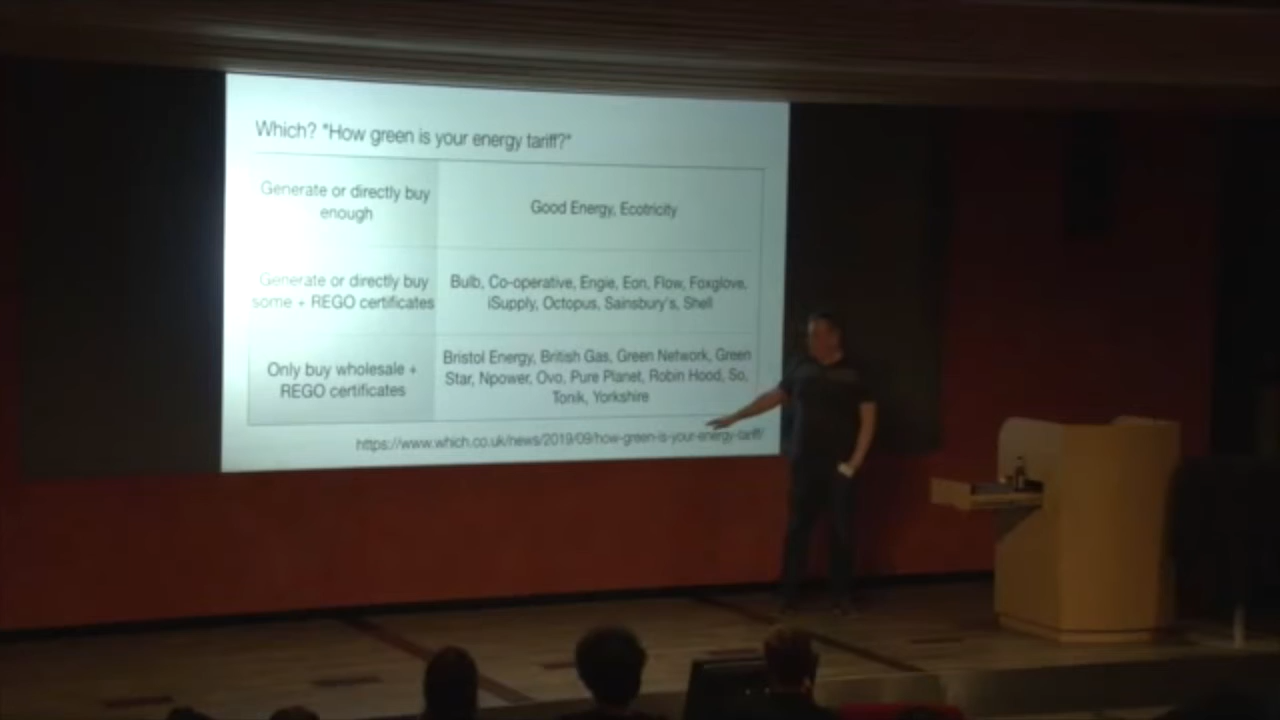 Which? "How green is your energy tariff?"
Generate or directly buy
enough
Good Energy, Ecotricity
Generate or directly buy
some + REGO certificates
Bulb, Co-operative, Engie, Eon, Flow, Foxglove,
iSupply, Octopus, Sainsbury's, Shell
Only buy wholesale +
REGO certificates
Bristol Energy, British Gas, Green Network, Green
Star, Npower, Ovo, Pure Planet, Robin Hood, So,
Tonik, Yorkshire
https://www.which.co.uk/news/2019/09/how-green-is-your-energy-tariff/